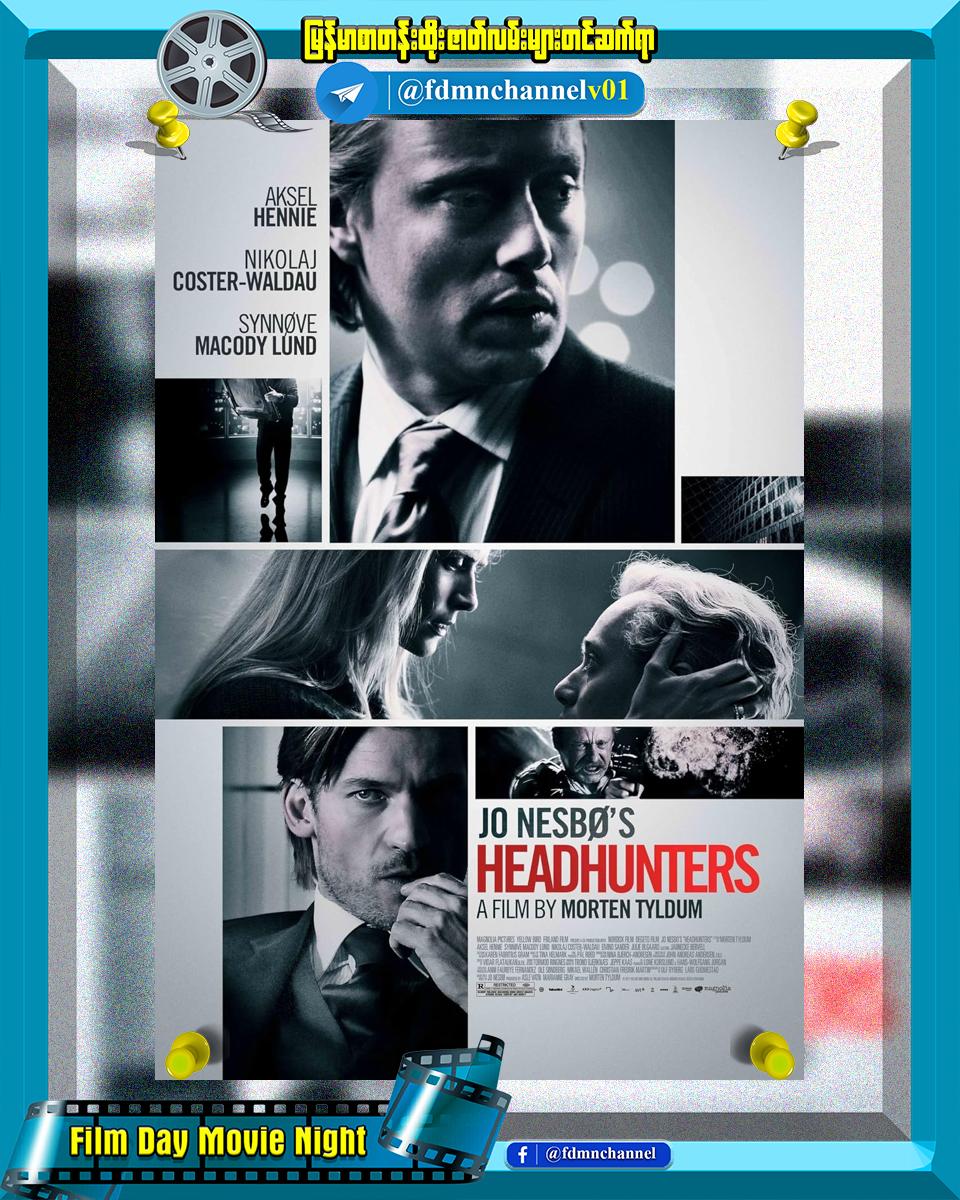 မြန်မာစာတန်းထိုးဇာတ်လမ်းများတင်ဆက်ရာ
@fdmnchannelv01
AKSEL
HENNIE
NIKOLAJ
COSTER-WALDAU
SYNNØVE
MACODY LUND
JO NESBØ'S
HEADHUNTERS
A FILM BY MORTEN TYLDUM
R RESTRICTED
Film Day Movie Night
@fdmnchannel